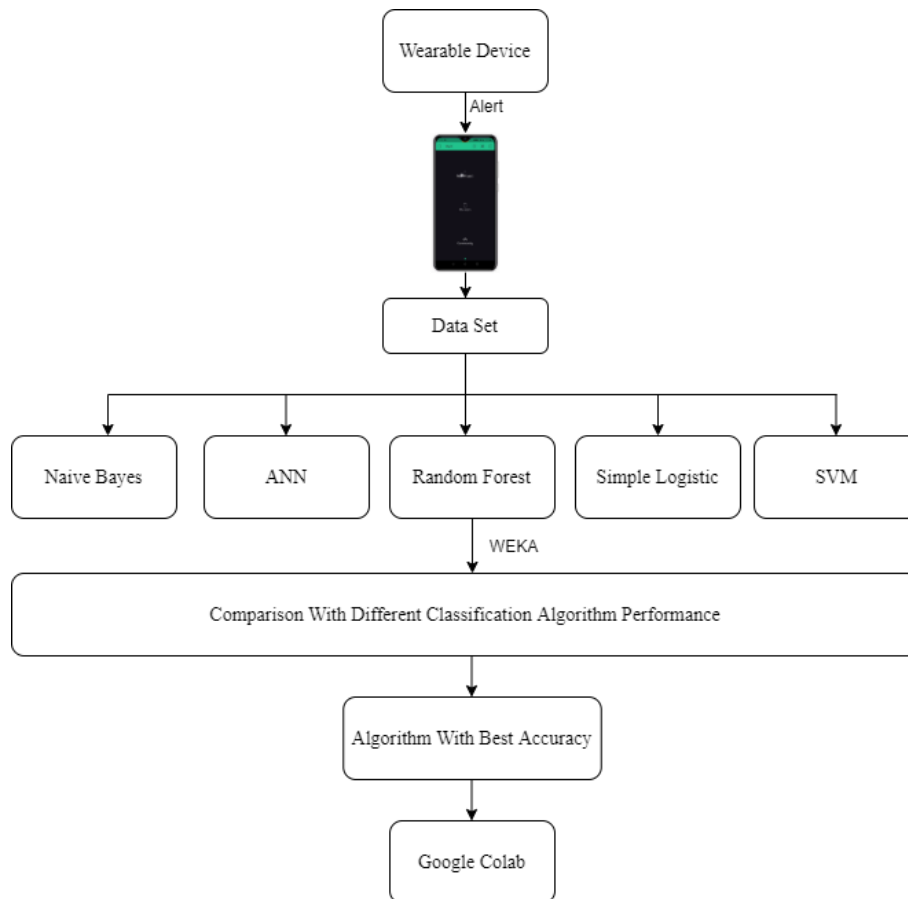 Wearable Device
Alert
Data Set
Naive Bayes
ANN
Random Forest
Simple Logistic
SVM
WEKA
Comparison With Different Classification Algorithm Performance
Algorithm With Best Accuracy
Google Colab